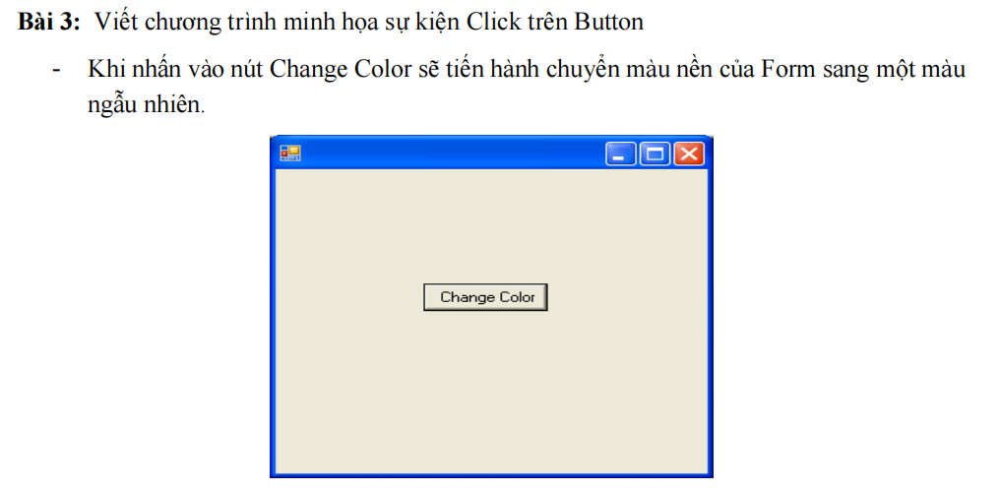 Bài 3: Viết chương trình minh họa sự kiện Click trên Button
- Khi nhấn vào nút Change Color sẽ tiến hành chuyển màu nền của Form sang một màu
ngẫu nhiên.
Change Color